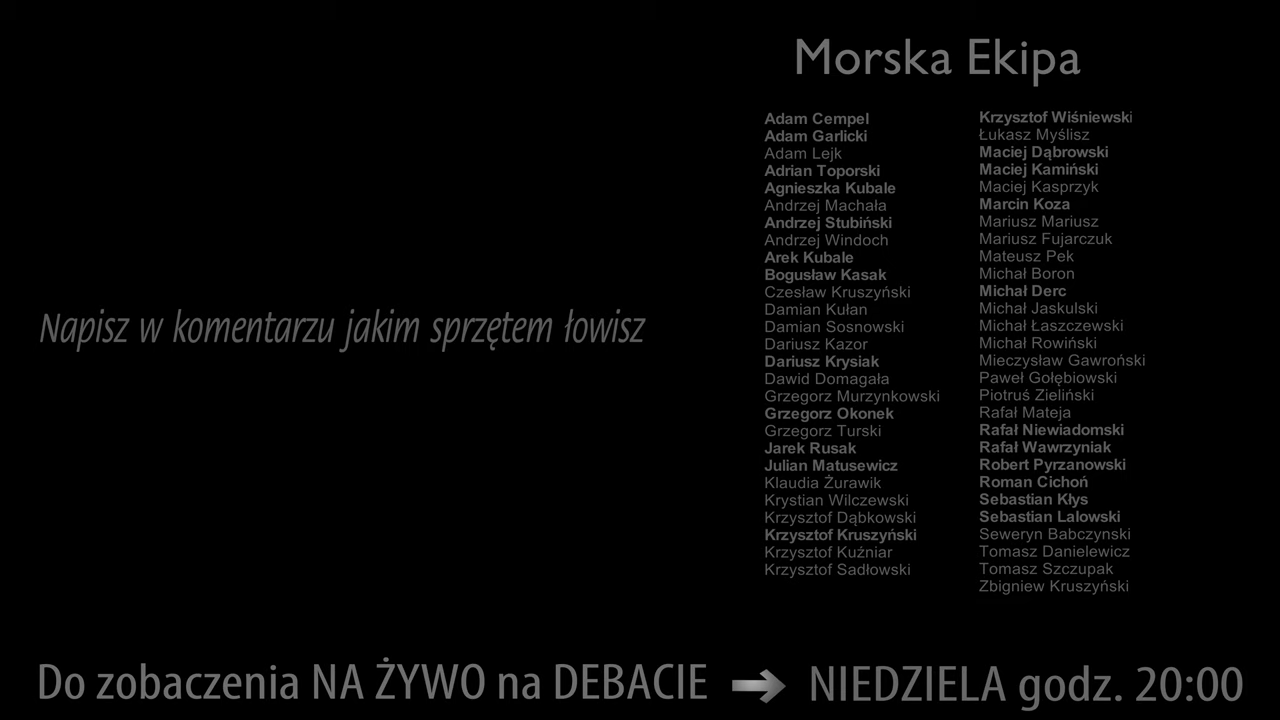 Morska Ekipa
Adam Cempel
Adam Garlicki
Adam Lejk
Adrian Toporski
Agnieszka Kubale
Andrzej Machała
Andrzej Stubiński
Andrzej Windoch
Arek Kubale
Bogusław Kasak
Czesław Kruszyński
Damian Kułan
Damian Sosnowski
Dariusz Kazor
Dariusz Krysiak
Dawid Domagała
Grzegorz Murzynkowski
Grzegorz Okonek
Grzegorz Turski
Jarek Rusak
Julian Matusewicz
Klaudia Żurawik
Krystian Wilczewski
Krzysztof Dąbkowski
Krzysztof Kruszyński
Krzysztof Kuźniar
Krzysztof Sadłowski
Krzysztof Wiśniewski
Łukasz Myślisz
Maciej Dąbrowski
Maciej Kamiński
Maciej Kasprzyk
Marcin Koza
Mariusz Mariusz
Mariusz Fujarczuk
Mateusz Pek
Michał Boron
Michał Derc
Michał Jaskulski
Michał Łaszczewski
Michał Rowiński
Mieczysław Gawroński
Paweł Gołębiowski
Piotruś Zieliński
Rafał Mateja
Rafał Niewiadomski
Rafał Wawrzyniak
Robert Pyrzanowski
Roman Cichoń
Sebastian Kłys
Sebastian Lalowski
Seweryn Babczynski
Tomasz Danielewicz
Tomasz Szczupak
Zbigniew Kruszyński
Napisz w komentarzu jakim sprzętem łowisz
Do zobaczenia NA ŻYWO na DEBACIE → NIEDZIELA godz. 20:00